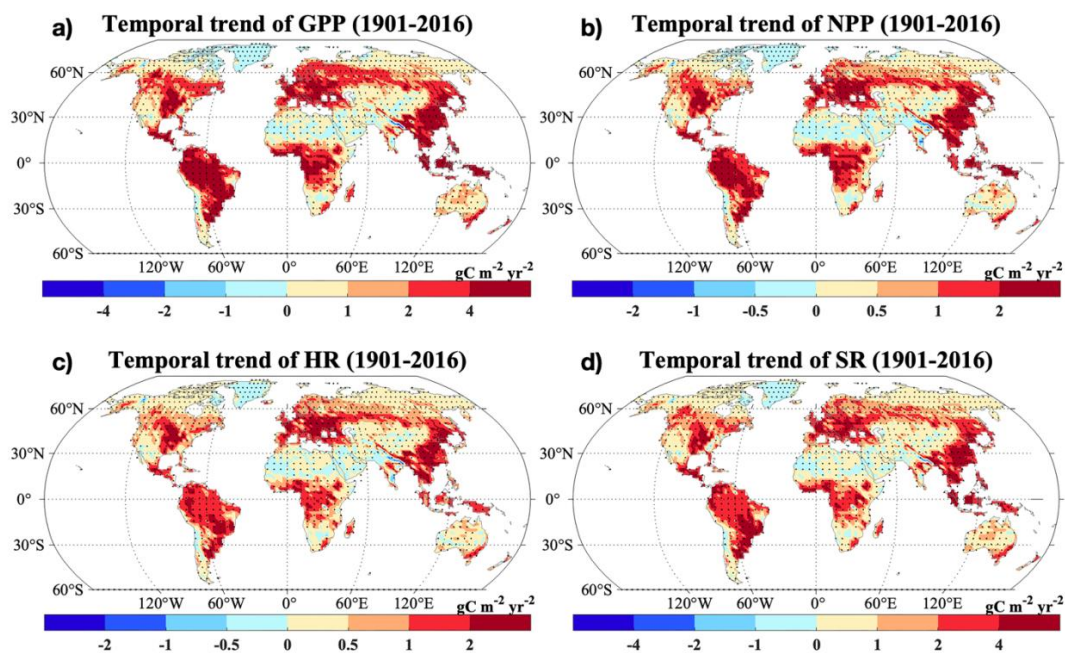 a) Temporal trend of GPP (1901-2016)
60°N
30°N
0°
30°S
60°S
120°W 60°W 0° 60°E 120°E gC m⁻² yr⁻²
-4 -2 -1 0 1 2 4
b) Temporal trend of NPP (1901-2016)
60°N
30°N
0°
30°S
60°S
120°W 60°W 0° 60°E 120°E gC m⁻² yr⁻²
-2 -1 -0.5 0 0.5 1 2
c) Temporal trend of HR (1901-2016)
60°N
30°N
0°
30°S
60°S
120°W 60°W 0° 60°E 120°E gC m⁻² yr⁻²
-2 -1 -0.5 0 0.5 1 2
d) Temporal trend of SR (1901-2016)
60°N
30°N
0°
30°S
60°S
120°W 60°W 0° 60°E 120°E gC m⁻² yr⁻²
-4 -2 -1 0 1 2 4